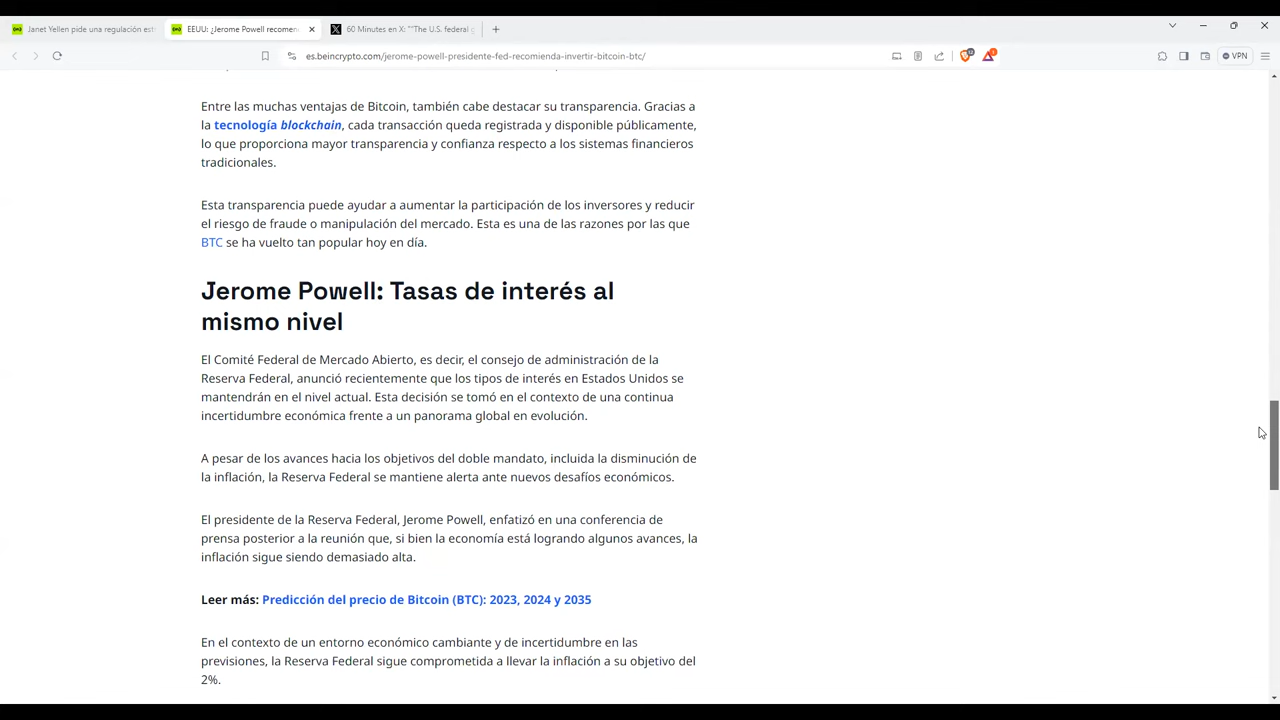 Janet Yellen pide una regulación est
EEUU: ¿Jerome Powell recomen
60 Minutes en X: "'The U.S. federal g
es.beincrypto.com/jerome-powell-presidente-fed-recomienda-invertir-bitcoin-btc/
VPN
Entre las muchas ventajas de Bitcoin, también cabe destacar su transparencia. Gracias a
la tecnología blockchain, cada transacción queda registrada y disponible públicamente,
lo que proporciona mayor transparencia y confianza respecto a los sistemas financieros
tradicionales.
Esta transparencia puede ayudar a aumentar la participación de los inversores y reducir
el riesgo de fraude o manipulación del mercado. Esta es una de las razones por las que
BTC se ha vuelto tan popular hoy en día.
Jerome Powell: Tasas de interés al
mismo nivel
El Comité Federal de Mercado Abierto, es decir, el consejo de administración de la
Reserva Federal, anunció recientemente que los tipos de interés en Estados Unidos se
mantendrán en el nivel actual. Esta decisión se tomó en el contexto de una continua
incertidumbre económica frente a un panorama global en evolución.
A pesar de los avances hacia los objetivos del doble mandato, incluida la disminución de
la inflación, la Reserva Federal se mantiene alerta ante nuevos desafíos económicos.
El presidente de la Reserva Federal, Jerome Powell, enfatizó en una conferencia de
prensa posterior a la reunión que, si bien la economía está logrando algunos avances, la
inflación sigue siendo demasiado alta.
Leer más: Predicción del precio de Bitcoin (BTC): 2023, 2024 y 2035
En el contexto de un entorno económico cambiante y de incertidumbre en las
previsiones, la Reserva Federal sigue comprometida a llevar la inflación a su objetivo del
2%.